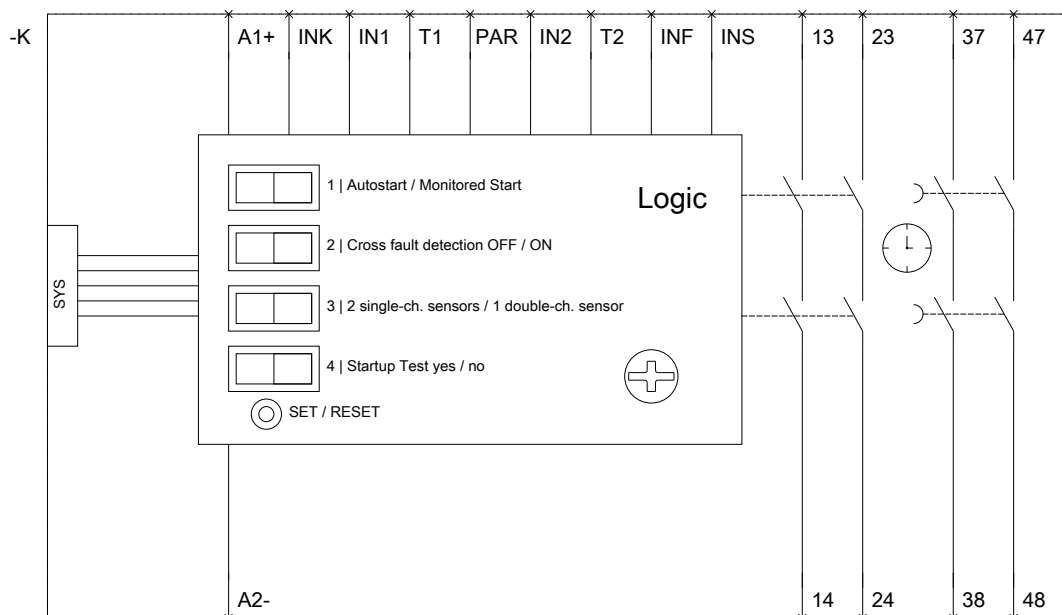 -K A1+ INK IN1 T1 PAR IN2 T2 INF INS 13 23 37 47
1 | Autostart / Monitored Start
Logic
2 | Cross fault detection OFF / ON
SYS
3 | 2 single-ch. sensors / 1 double-ch. sensor
4 | Startup Test yes / no
SET / RESET
A2- 14 24 38 48